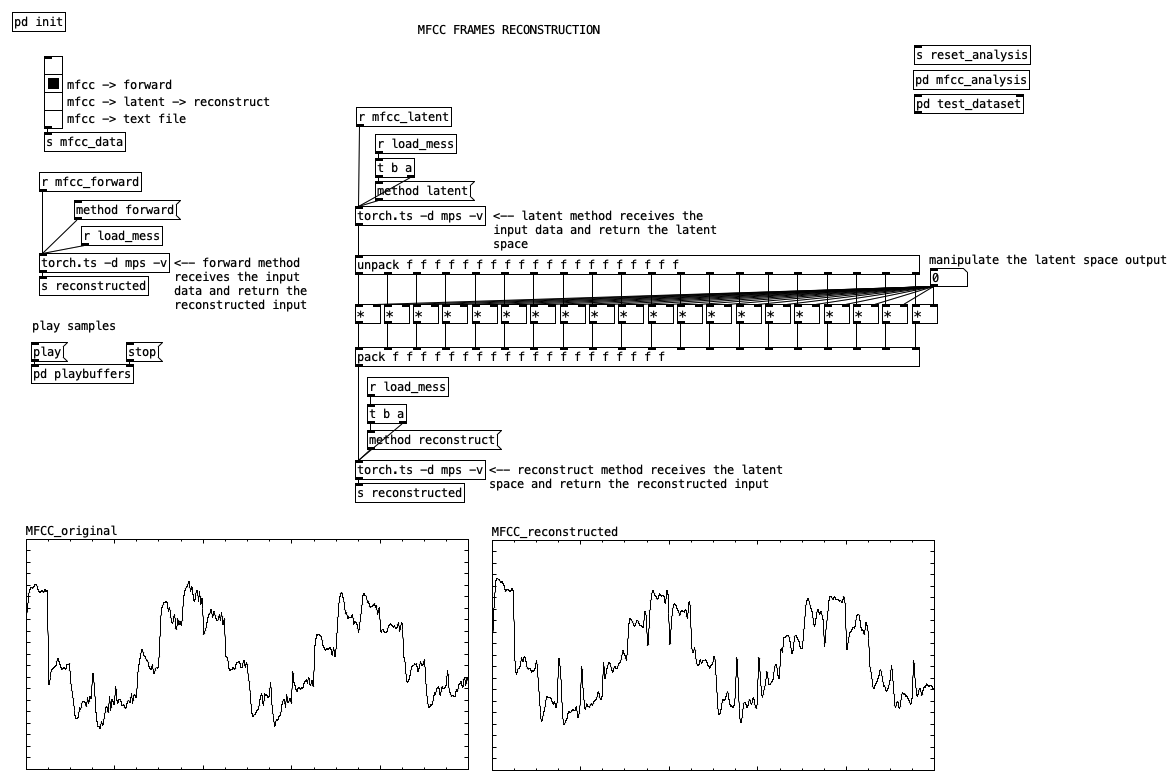 pd init
MFCC FRAMES RECONSTRUCTION
s reset_analysis
pd mfcc_analysis
pd test_dataset
mfcc -> forward
mfcc -> latent -> reconstruct
mfcc -> text file
s mfcc_data
r mfcc_forward
method forward
r load_mess
torch.ts -d mps -v
<-- forward method
receives the input
data and return the
reconstructed input
s reconstructed
play samples
play
stop
pd playbuffers
r mfcc_latent
r load_mess
t b a
method latent
torch.ts -d mps -v
<-- latent method receives the
input data and return the latent
space
unpack f f f f f f f f f f f f f f f f f f f f
manipulate the latent space output
0
* * * * * * * * * * * * * * * * * * * *
pack f f f f f f f f f f f f f f f f f f f f
r load_mess
t b a
method reconstruct
torch.ts -d mps -v
<-- reconstruct method receives the latent
space and return the reconstructed input
s reconstructed
MFCC_original
MFCC_reconstructed